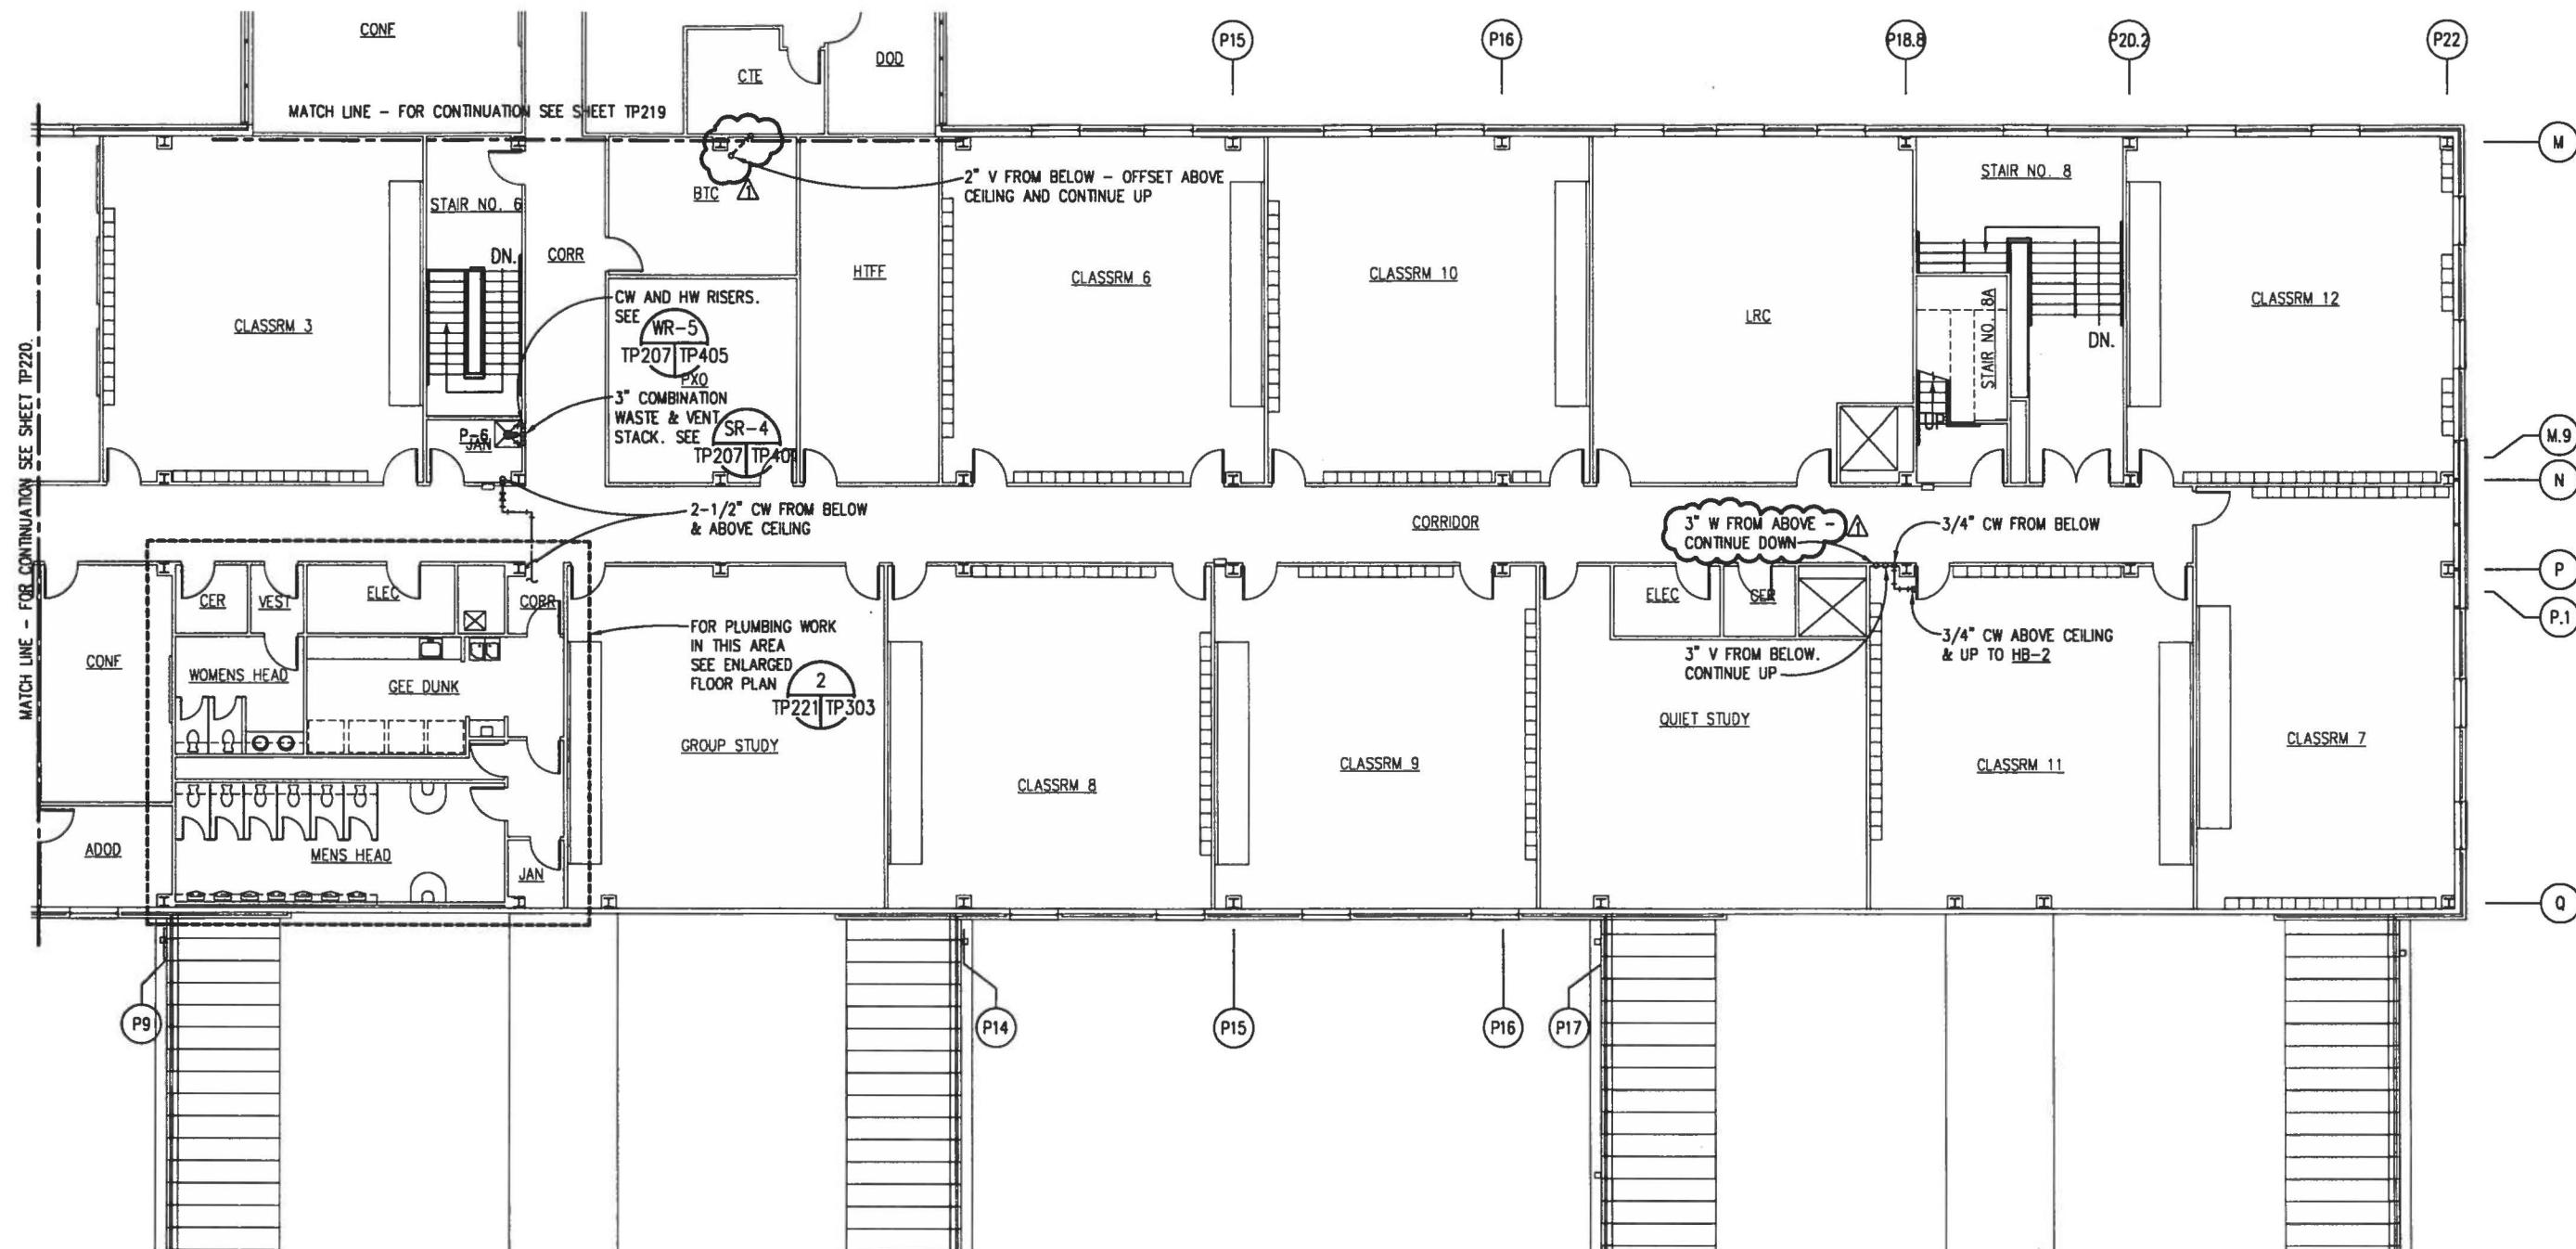 CONF
CTE
DOD
P15
P16
P18.8
P20.2
P22
MATCH LINE - FOR CONTINUATION SEE SHEET TP219
M
STAIR NO. 6
BTC
1
2" V FROM BELOW - OFFSET ABOVE
CEILING AND CONTINUE UP
STAIR NO. 8
DN.
CORR
HTFF
CLASSRM 6
CLASSRM 10
CLASSRM 12
CLASSRM 3
CW AND HW RISERS.
SEE
WR-5
TP207 TP405
PXO
LRC
STAIR NO. 8A
DN.
UP
3" COMBINATION
WASTE & VENT
STACK. SEE
SR-4
TP207
P-6
JAN
M.9
N
MATCH LINE - FOR CONTINUATION SEE SHEET TP220.
2-1/2" CW FROM BELOW
& ABOVE CEILING
CORRIDOR
3" W FROM ABOVE -
CONTINUE DOWN
1
3/4" CW FROM BELOW
P
P.1
CER
VEST
ELEC
CORR
ELEC
CER
FOR PLUMBING WORK
IN THIS AREA
SEE ENLARGED
FLOOR PLAN
2
TP221 TP303
3/4" CW ABOVE CEILING
& UP TO HB-2
3" V FROM BELOW.
CONTINUE UP
CONF
WOMENS HEAD
GEE DUNK
GROUP STUDY
CLASSRM 8
CLASSRM 9
QUIET STUDY
CLASSRM 11
CLASSRM 7
ADOD
MENS HEAD
JAN
Q
P9
P14
P15
P16
P17